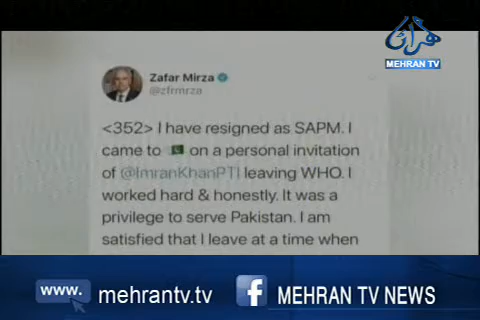 مہران
MEHRAN TV
Zafar Mirza
@zfrmrza
<352> I have resigned as SAPM. I
came to 🇵🇰 on a personal invitation
of @ImranKhanPTI leaving WHO. I
worked hard & honestly. It was a
privilege to serve Pakistan. I am
satisfied that I leave at a time when
www. mehrantv.tv
f MEHRAN TV NEWS